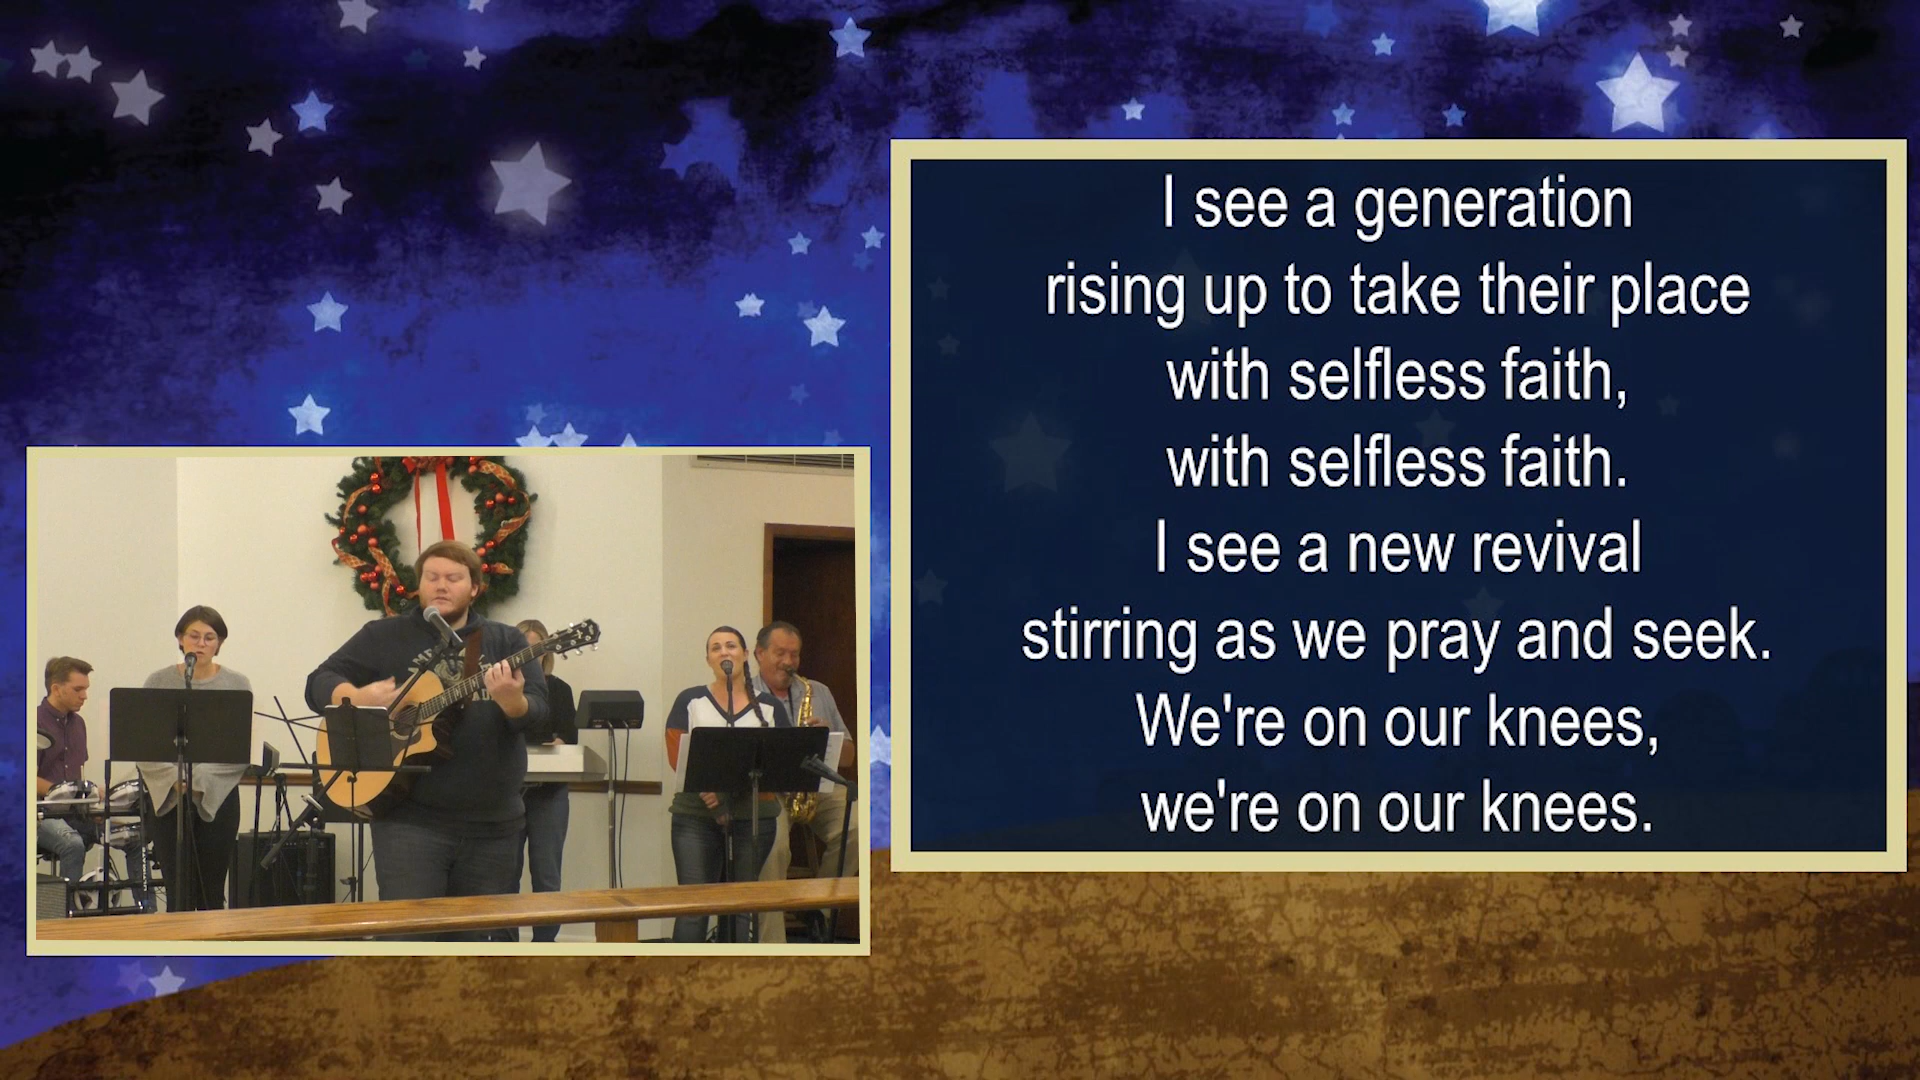 I see a generation
rising up to take their place
with selfless faith,
with selfless faith.
I see a new revival
stirring as we pray and seek.
We're on our knees,
we're on our knees.